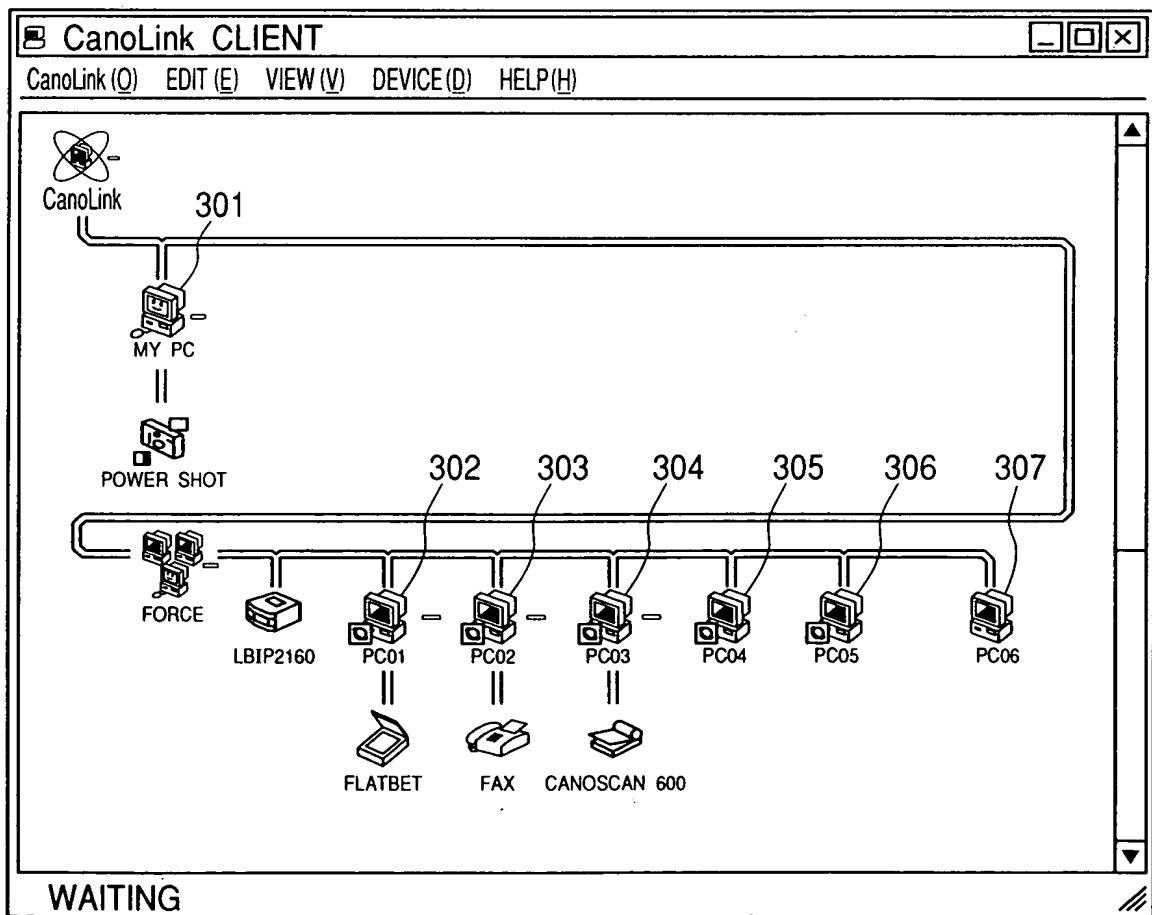 CanoLink CLIENT
CanoLink (O) EDIT (E) VIEW (V) DEVICE (D) HELP (H)
CanoLink
301
MY PC
POWER SHOT
302 303 304 305 306 307
FORCE
LBIP2160 PC01 PC02 PC03 PC04 PC05 PC06
FLATBET FAX CANOSCAN 600
WAITING